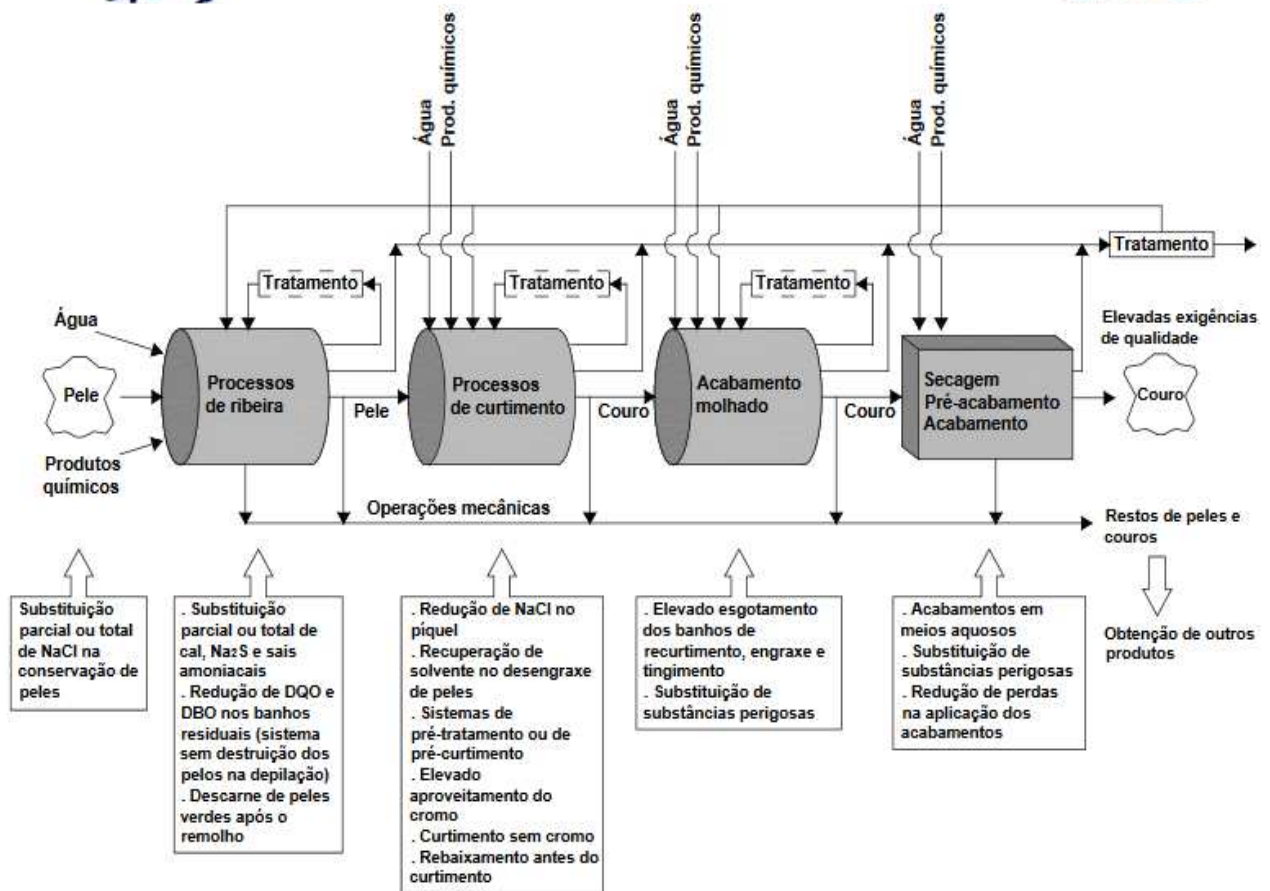 Água
Prod. químicos
Água
Prod. químicos
Água
Prod. químicos
Tratamento
Tratamento
Tratamento
Tratamento
Água
Pele
Produtos
químicos
Processos
de ribeira
Pele
Processos
de curtimento
Couro
Acabamento
molhado
Couro
Secagem
Pré-acabamento
Acabamento
Elevadas exigências
de qualidade
Couro
Operações mecânicas
Restos de peles e
couros
Obtenção de outros
produtos
Substituição
parcial ou total
de NaCl na
conservação de
peles
. Substituição
parcial ou total de
cal, Na2S e sais
amoniacais
. Redução de DQO e
DBO nos banhos
residuais (sistema
sem destruição dos
pelos na depilação)
. Descarne de peles
verdes após o
remolho
. Redução de NaCl no
píquel
. Recuperação de
solvente no desengraxe
de peles
. Sistemas de
pré-tratamento ou de
pré-curtimento
. Elevado
aproveitamento do
cromo
. Curtimento sem cromo
. Rebaixamento antes do
curtimento
. Elevado esgotamento
dos banhos de
recurtimento, engraxe e
tingimento
. Substituição de
substâncias perigosas
. Acabamentos em
meios aquosos
. Substituição de
substâncias perigosas
. Redução de perdas
na aplicação dos
acabamentos